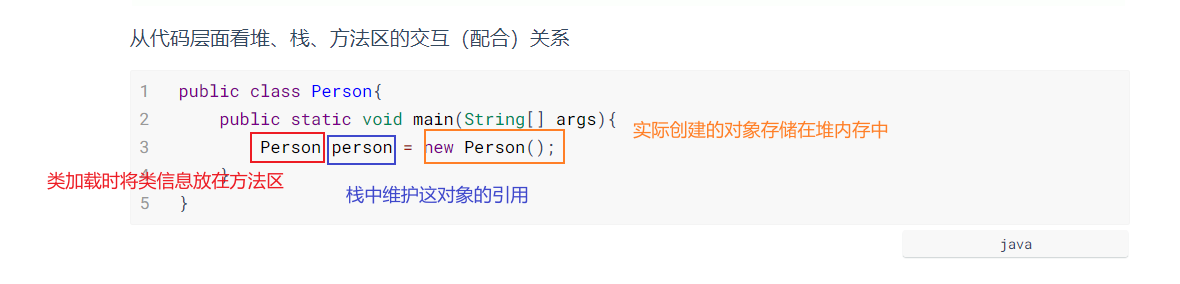 从代码层面看堆、栈、方法区的交互（配合）关系
1 public class Person{
2 public static void main(String[] args){
实际创建的对象存储在堆内存中
3 Person person = new Person();
4 }
类加载时将类信息放在方法区
栈中维护这对象的引用
5 }
java